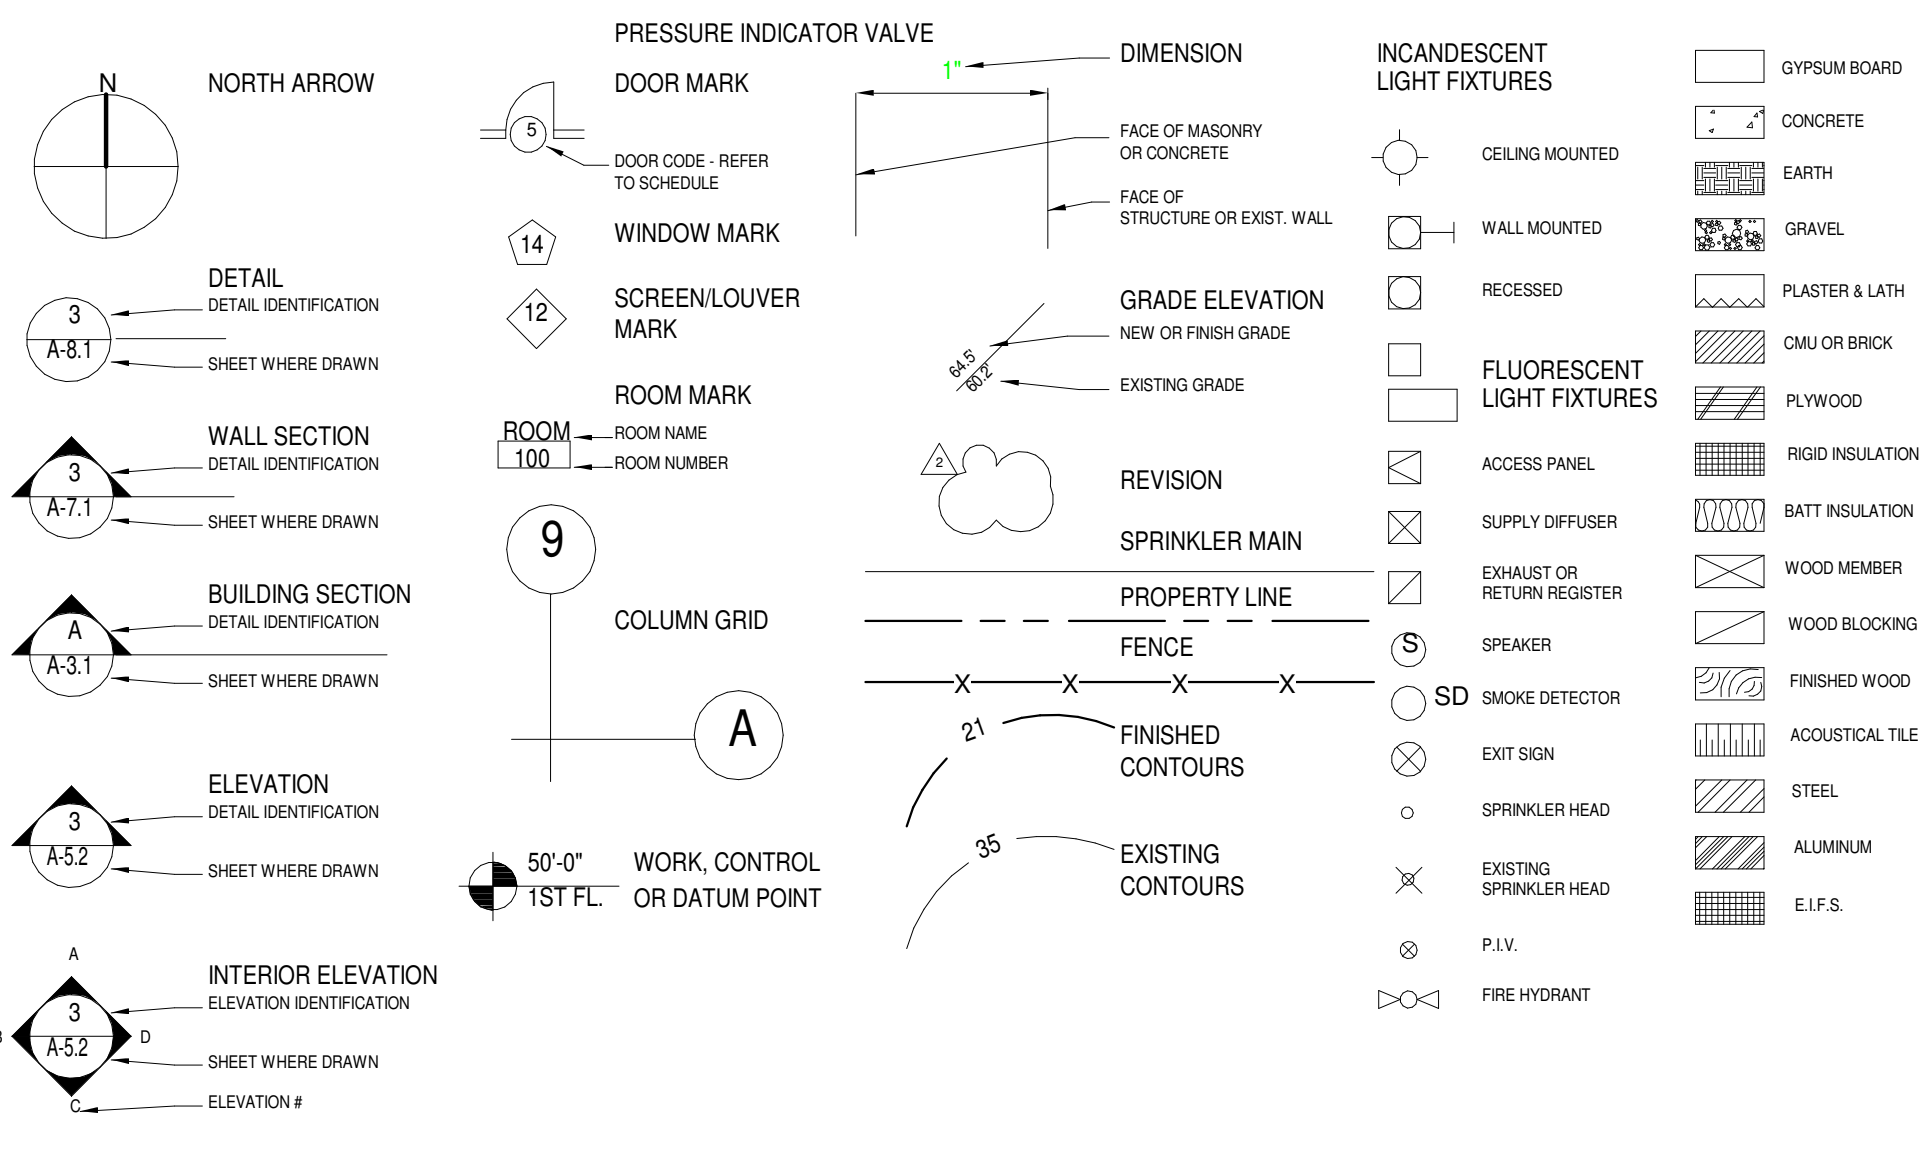 N
NORTH ARROW
DETAIL
3
DETAIL IDENTIFICATION
A-8.1
SHEET WHERE DRAWN
WALL SECTION
3
DETAIL IDENTIFICATION
A-7.1
SHEET WHERE DRAWN
BUILDING SECTION
A
DETAIL IDENTIFICATION
A-3.1
SHEET WHERE DRAWN
ELEVATION
3
DETAIL IDENTIFICATION
A-5.2
SHEET WHERE DRAWN
A
INTERIOR ELEVATION
3
ELEVATION IDENTIFICATION
D
A-5.2
SHEET WHERE DRAWN
C
ELEVATION #
PRESSURE INDICATOR VALVE
DOOR MARK
5
DOOR CODE - REFER
TO SCHEDULE
14
WINDOW MARK
12
SCREEN/LOUVER
MARK
ROOM MARK
ROOM
ROOM NAME
100
ROOM NUMBER
9
COLUMN GRID
A
50'-0"
1ST FL.
WORK, CONTROL
OR DATUM POINT
1"
DIMENSION
FACE OF MASONRY
OR CONCRETE
FACE OF
STRUCTURE OR EXIST. WALL
GRADE ELEVATION
NEW OR FINISH GRADE
64.5'
60.2'
EXISTING GRADE
2
REVISION
SPRINKLER MAIN
PROPERTY LINE
FENCE
X X X X
21
FINISHED
CONTOURS
35
EXISTING
CONTOURS
INCANDESCENT
LIGHT FIXTURES
CEILING MOUNTED
WALL MOUNTED
RECESSED
FLUORESCENT
LIGHT FIXTURES
ACCESS PANEL
SUPPLY DIFFUSER
EXHAUST OR
RETURN REGISTER
S
SPEAKER
SD
SMOKE DETECTOR
EXIT SIGN
SPRINKLER HEAD
EXISTING
SPRINKLER HEAD
P.I.V.
FIRE HYDRANT
GYPSUM BOARD
CONCRETE
EARTH
GRAVEL
PLASTER & LATH
CMU OR BRICK
PLYWOOD
RIGID INSULATION
BATT INSULATION
WOOD MEMBER
WOOD BLOCKING
FINISHED WOOD
ACOUSTICAL TILE
STEEL
ALUMINUM
E.I.F.S.